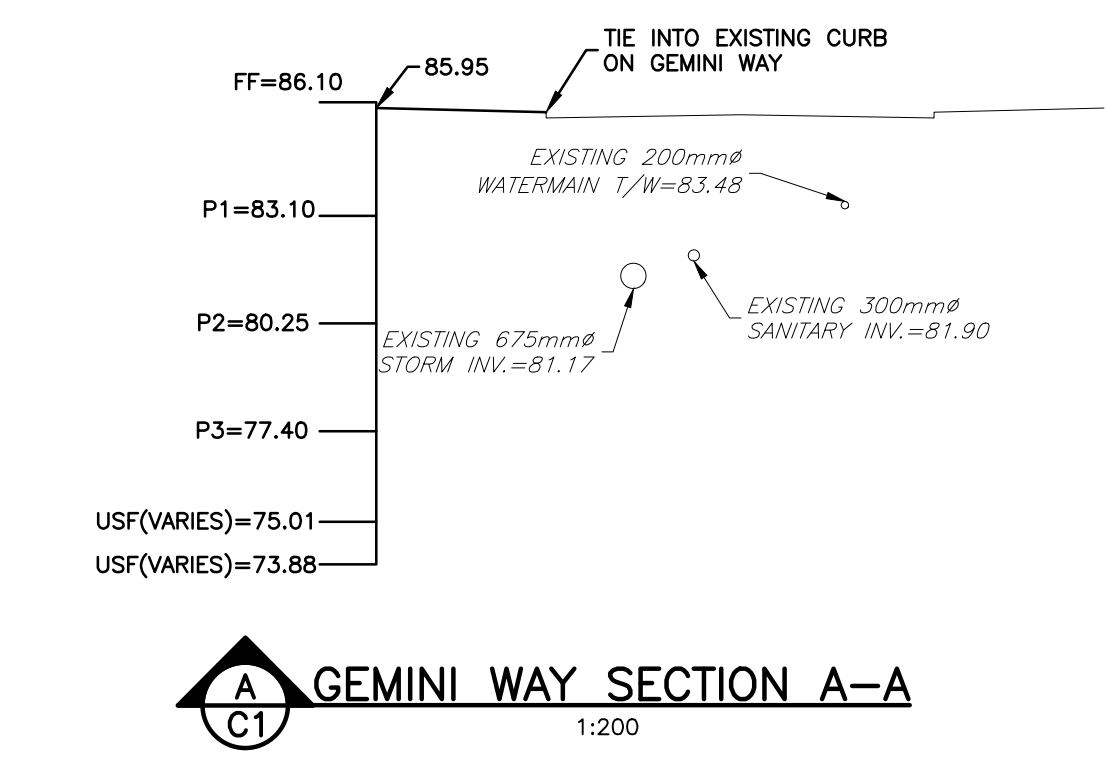 TIE INTO EXISTING CURB
ON GEMINI WAY
85.95
FF=86.10
EXISTING 200mmø
WATERMAIN T/W=83.48
P1=83.10
EXISTING 300mmø
SANITARY INV.=81.90
P2=80.25
EXISTING 675mmø
STORM INV.=81.17
P3=77.40
USF(VARIES)=75.01
USF(VARIES)=73.88
A
C1
GEMINI WAY SECTION A-A
1:200